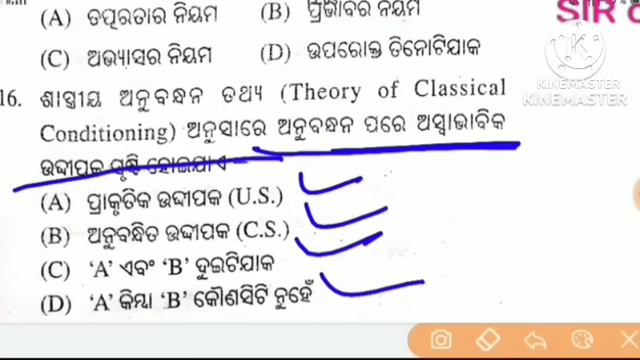 (A) ତତ୍ପରତାର ନିୟମ (B) ପ୍ରଭାବର ନିୟମ
SIR
(C) ଅଭ୍ୟାସର ନିୟମ (D) ଉପରୋକ୍ତ ତିନୋଟିଯାକ
16. ଶାସ୍ତ୍ରୀୟ ଅନୁବନ୍ଧନ ତଥ୍ୟ (Theory of Classical
Conditioning) ଅନୁସାରେ ଅନୁବନ୍ଧନ ପରେ ଅସ୍ୱାଭାବିକ
ଉଦ୍ଦୀପକ ସୃଷ୍ଟି ହୋଇଯାଏ
(A) ପ୍ରାକୃତିକ ଉଦ୍ଦୀପକ (U.S.)
(B) ଅନୁବନ୍ଧିତ ଉଦ୍ଦୀପକ (C.S.)
(C) 'A' ଏବଂ 'B' ଦୁଇଟିଯାକ
(D) 'A' କିମ୍ବା 'B' କୌଣସିଟି ନୁହେଁ
KINEMASTER
KINEMASTER